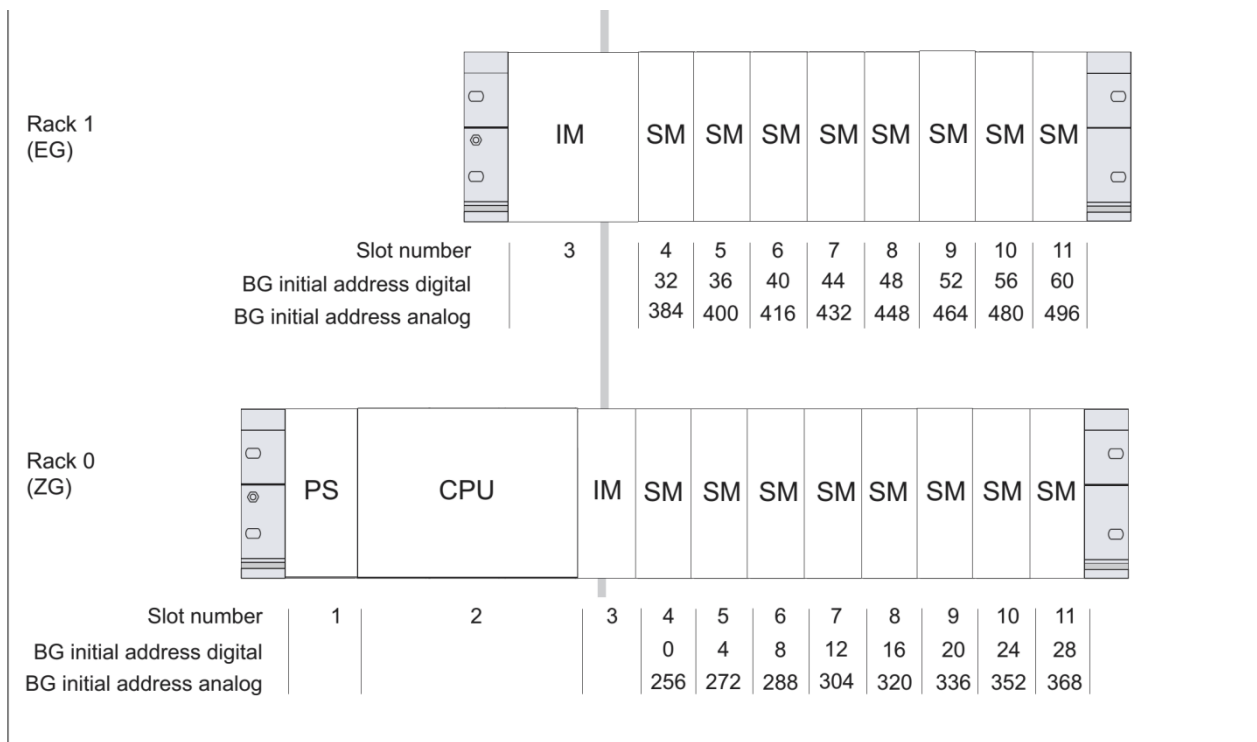 Rack 1
(EG)
IM SM SM SM SM SM SM SM SM
Slot number 3 4 5 6 7 8 9 10 11
BG initial address digital 32 36 40 44 48 52 56 60
BG initial address analog 384 400 416 432 448 464 480 496
Rack 0
(ZG)
PS CPU IM SM SM SM SM SM SM SM SM
Slot number 1 2 3 4 5 6 7 8 9 10 11
BG initial address digital 0 4 8 12 16 20 24 28
BG initial address analog 256 272 288 304 320 336 352 368